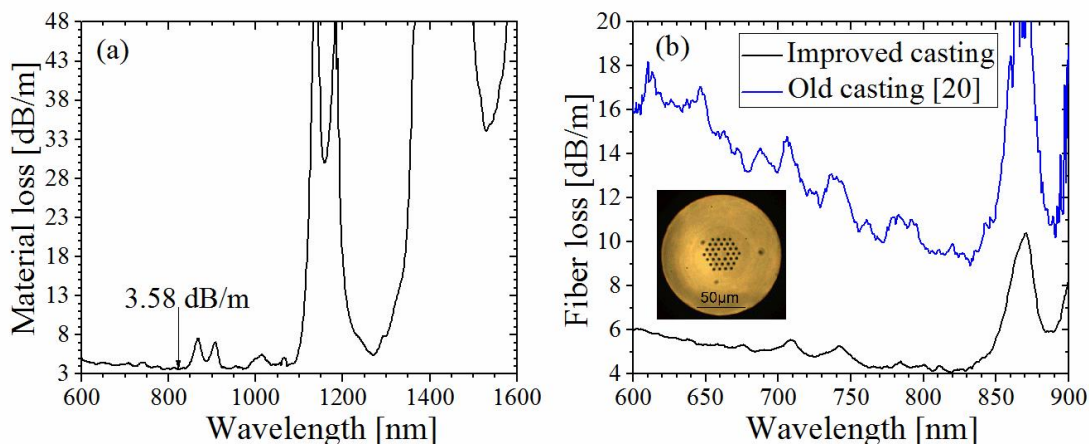 (a)
Material loss [dB/m]
48
43
38
33
28
23
18
13
8
3
3.58 dB/m
600 800 1000 1200 1400 1600
Wavelength [nm]
(b)
Improved casting
Old casting [20]
Fiber loss [dB/m]
20
18
16
14
12
10
8
6
4
50µm
600 650 700 750 800 850 900
Wavelength [nm]